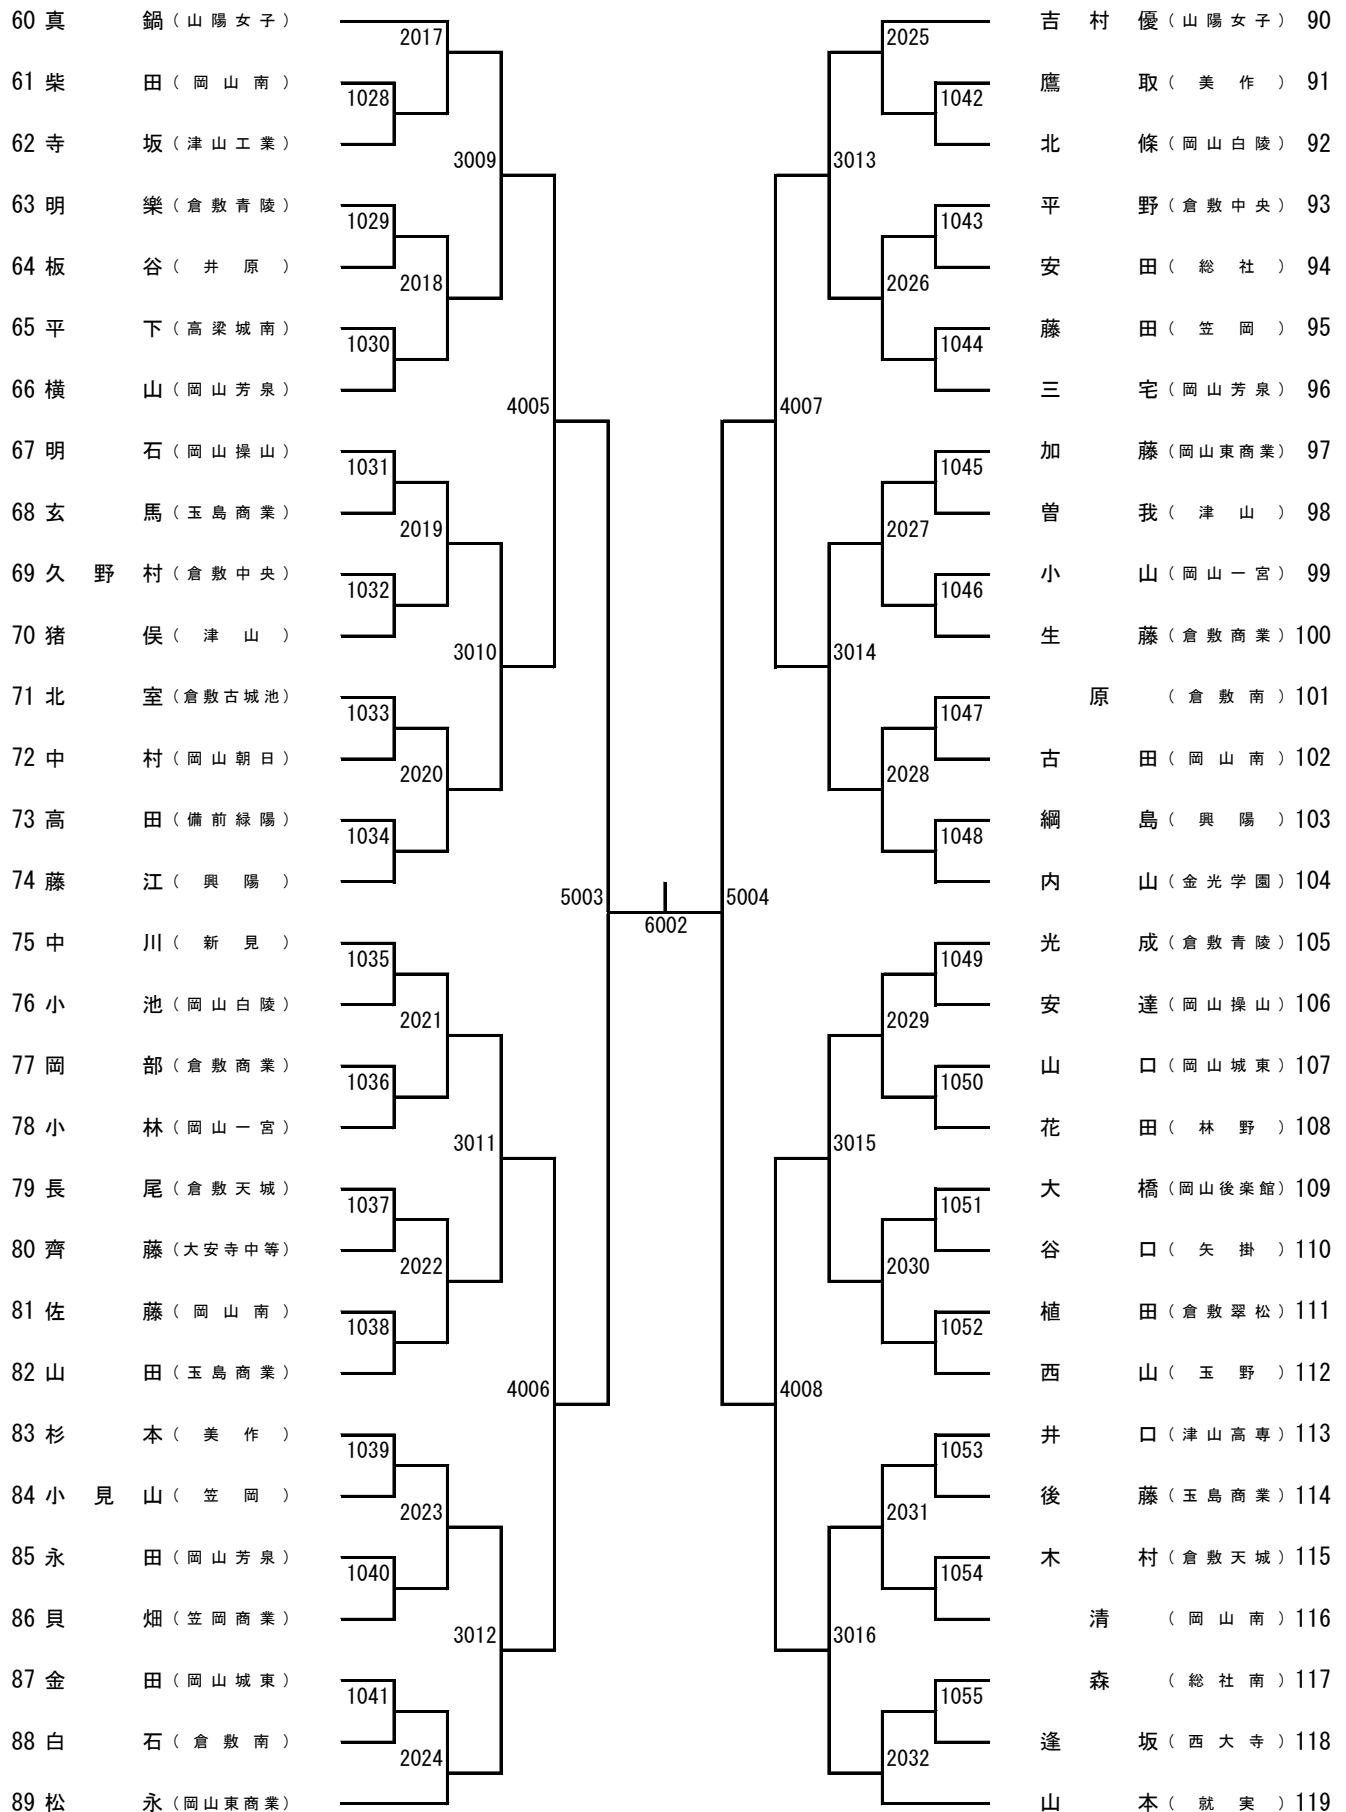 60 真鍋（山陽女子）
61 柴田（岡山南）
62 寺坂（津山工業）
63 明樂（倉敷青陵）
64 板谷（井原）
65 平下（高梁城南）
66 横山（岡山芳泉）
67 明石（岡山操山）
68 玄馬（玉島商業）
69 久野村（倉敷中央）
70 猪俣（津山）
71 北室（倉敷古城池）
72 中村（岡山朝日）
73 高田（備前緑陽）
74 藤江（興陽）
75 中川（新見）
76 小池（岡山白陵）
77 岡部（倉敷商業）
78 小林（岡山一宮）
79 長尾（倉敷天城）
80 齊藤（大安寺中等）
81 佐藤（岡山南）
82 山田（玉島商業）
83 杉本（美作）
84 小見山（笠岡）
85 永田（岡山芳泉）
86 貝畑（笠岡商業）
87 金田（岡山城東）
88 白石（倉敷南）
89 松永（岡山東商業）
1028
1029
1030
1031
1032
1033
1034
1035
1036
1037
1038
1039
1040
1041
2017
2018
2019
2020
2021
2022
2023
2024
3009
3010
3011
3012
4005
4006
5003
6002
5004
4007
4008
3013
3014
3015
3016
2025
2026
2027
2028
2029
2030
2031
2032
1042
1043
1044
1045
1046
1047
1048
1049
1050
1051
1052
1053
1054
1055
吉村優（山陽女子）90
鷹取（美作）91
北條（岡山白陵）92
平野（倉敷中央）93
安田（総社）94
藤田（笠岡）95
三宅（岡山芳泉）96
加藤（岡山東商業）97
曽我（津山）98
小山（岡山一宮）99
生藤（倉敷商業）100
原（倉敷南）101
古田（岡山南）102
綱島（興陽）103
内山（金光学園）104
光成（倉敷青陵）105
安達（岡山操山）106
山口（岡山城東）107
花田（林野）108
大橋（岡山後楽館）109
谷口（矢掛）110
植田（倉敷翠松）111
西山（玉野）112
井口（津山高専）113
後藤（玉島商業）114
木村（倉敷天城）115
清（岡山南）116
森（総社南）117
逢坂（西大寺）118
山本（就実）119